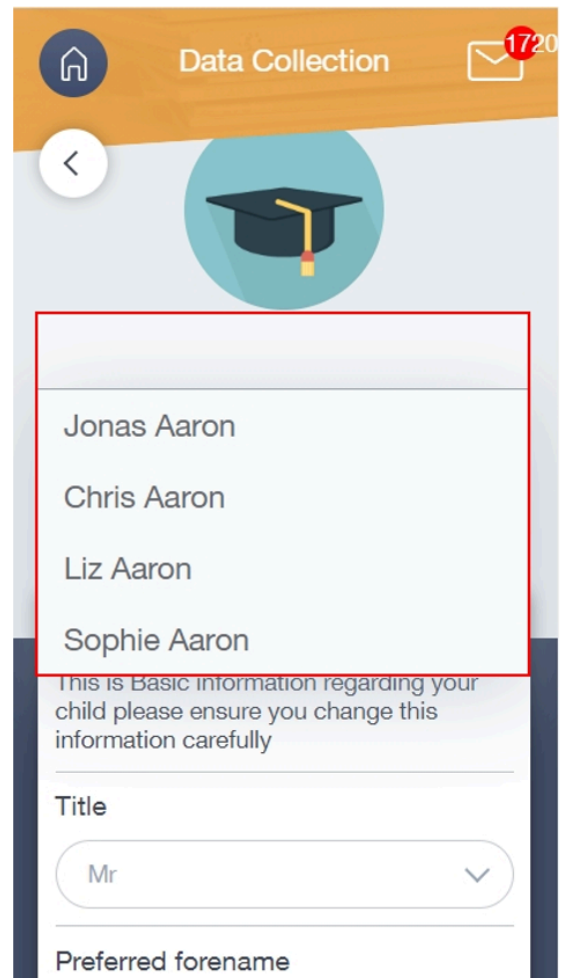 Data Collection
1720
Jonas Aaron
Chris Aaron
Liz Aaron
Sophie Aaron
This is Basic information regarding your
child please ensure you change this
information carefully
Title
Mr
Preferred forename